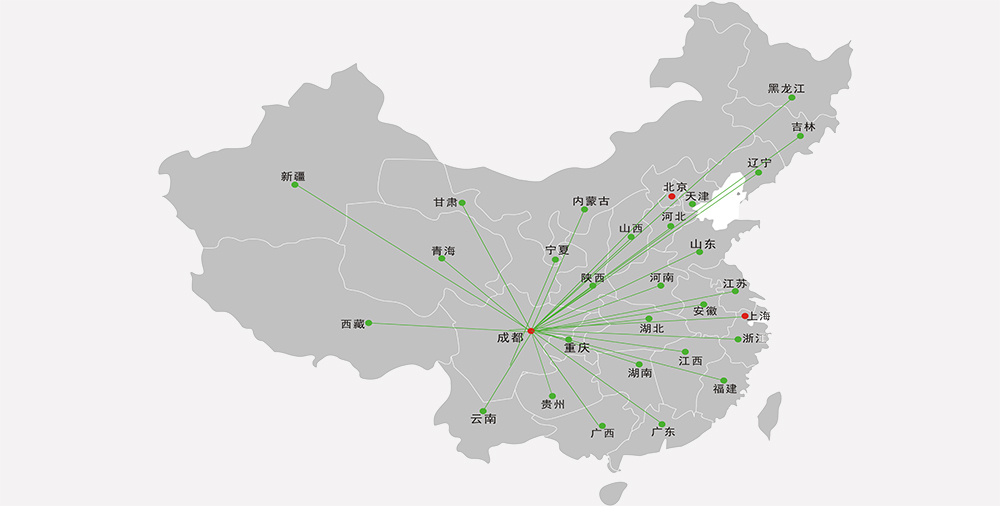 黑龙江
吉林
辽宁
新疆
北京
天津
甘肃
内蒙古
河北
山西
山东
青海
宁夏
陕西
河南
江苏
安徽
上海
西藏
湖北
成都
浙江
重庆
江西
湖南
福建
贵州
云南
广西
广东